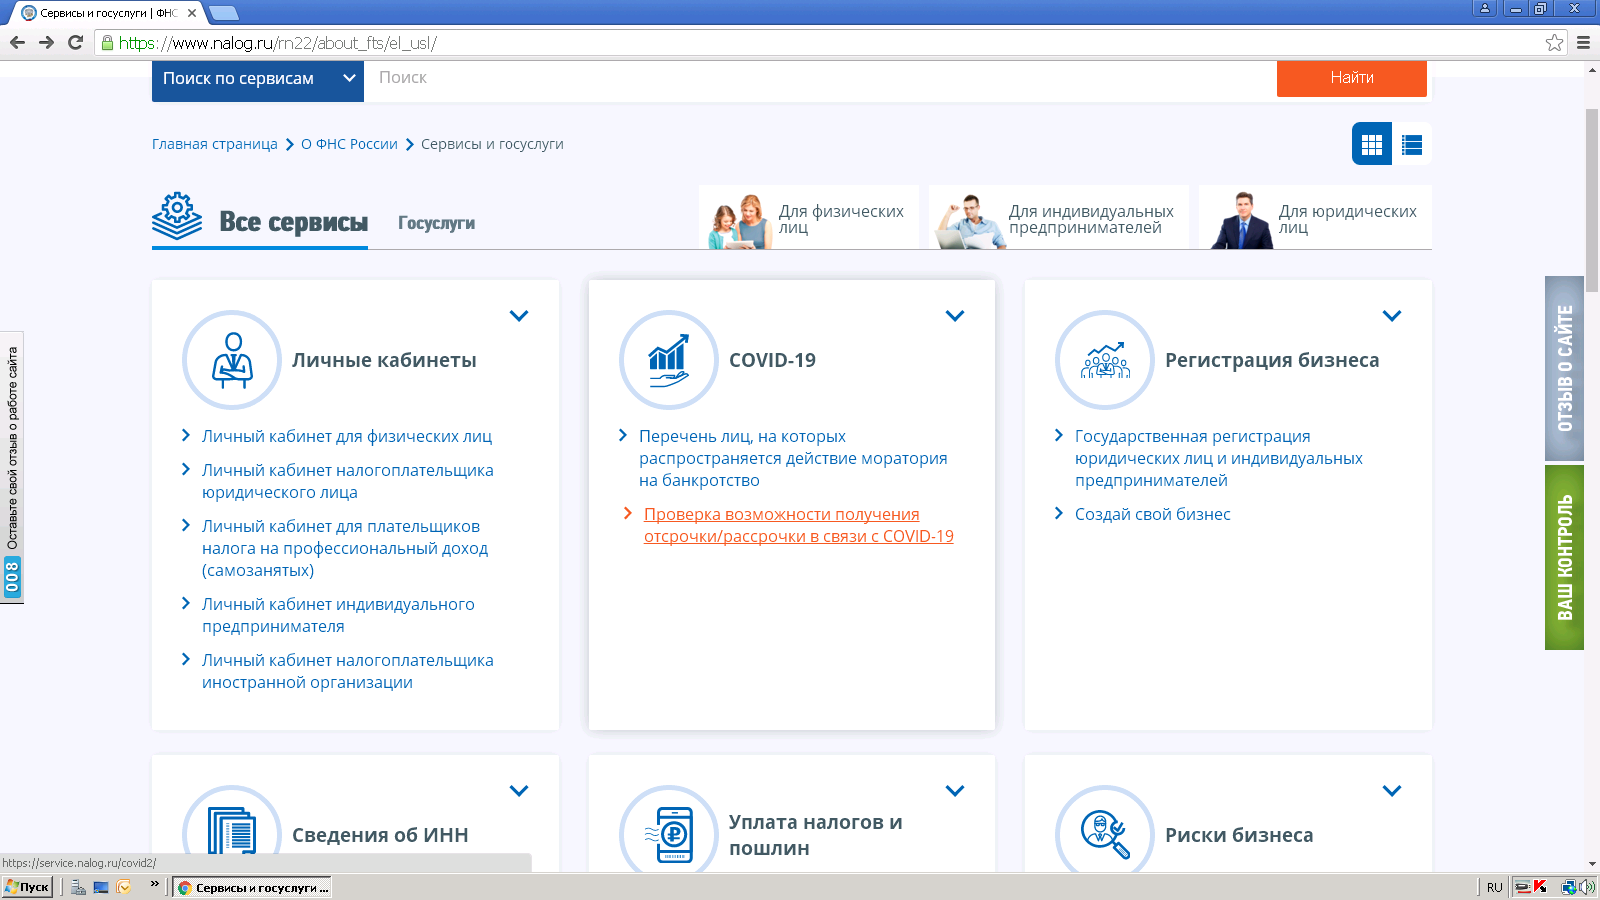 Сервисы и госуслуги | ФНС
https://www.nalog.ru/rn22/about_fts/el_usl/
Поиск по сервисам
Поиск
Найти
Главная страница
О ФНС России
Сервисы и госуслуги
Все сервисы
Госуслуги
Для физических
лиц
Для индивидуальных
предпринимателей
Для юридических
лиц
Личные кабинеты
Личный кабинет для физических лиц
Личный кабинет налогоплательщика
юридического лица
Личный кабинет для плательщиков
налога на профессиональный доход
(самозанятых)
Личный кабинет индивидуального
предпринимателя
Личный кабинет налогоплательщика
иностранной организации
COVID-19
Перечень лиц, на которых
распространяется действие моратория
на банкротство
Проверка возможности получения
отсрочки/рассрочки в связи с COVID-19
Регистрация бизнеса
Государственная регистрация
юридических лиц и индивидуальных
предпринимателей
Создай свой бизнес
Сведения об ИНН
Уплата налогов и
пошлин
Риски бизнеса
Оставьте свой отзыв о работе сайта
008
ОТЗЫВ О САЙТЕ
ВАШ КОНТРОЛЬ
https://service.nalog.ru/covid2/
Пуск
Сервисы и госуслуги ...
RU